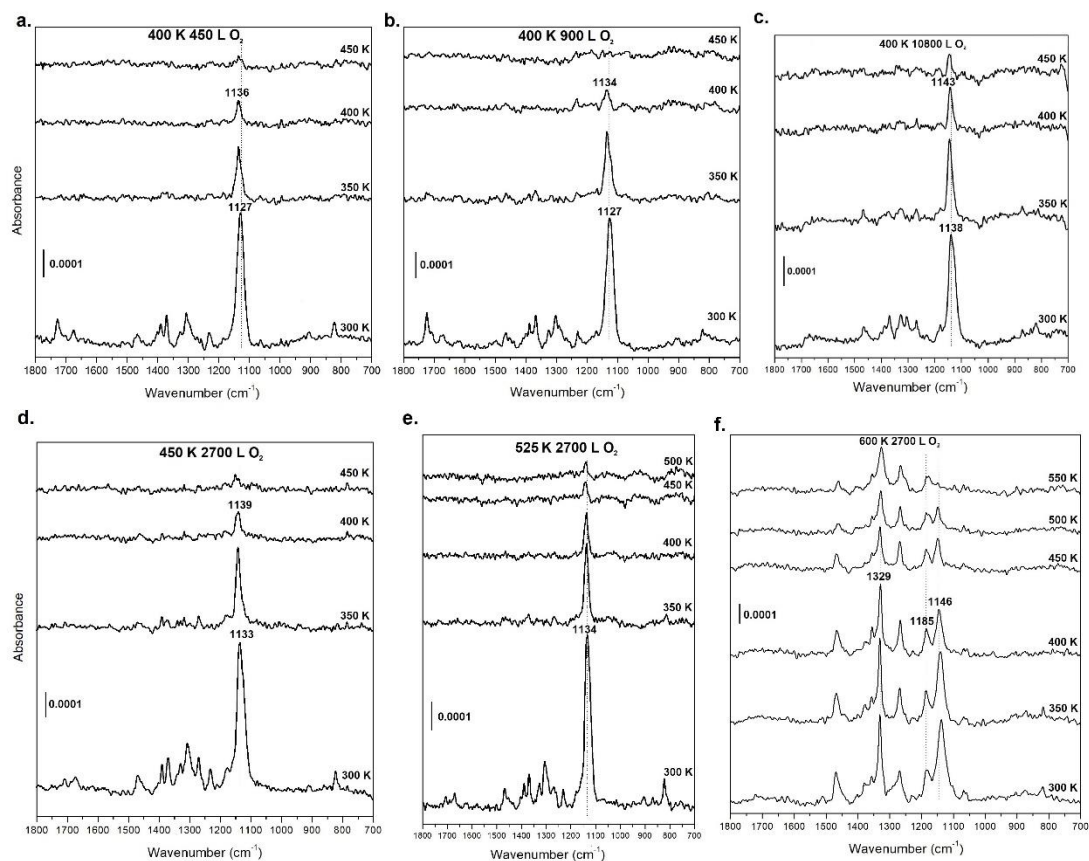 a.
400 K 450 L O₂
450 K
1136
400 K
350 K
1127
0.0001
300 K
Absorbance
1800 1700 1600 1500 1400 1300 1200 1100 1000 900 800 700
Wavenumber (cm⁻¹)
b.
400 K 900 L O₂
450 K
1134
400 K
350 K
1127
0.0001
300 K
1800 1700 1600 1500 1400 1300 1200 1100 1000 900 800 700
Wavenumber (cm⁻¹)
c.
400 K 10800 L O₂
450 K
1143
400 K
350 K
1138
0.0001
300 K
1800 1700 1600 1500 1400 1300 1200 1100 1000 900 800 700
Wavenumber (cm⁻¹)
d.
450 K 2700 L O₂
450 K
1139
400 K
350 K
1133
0.0001
300 K
Absorbance
1800 1700 1600 1500 1400 1300 1200 1100 1000 900 800 700
Wavenumber (cm⁻¹)
e.
525 K 2700 L O₂
500 K
450 K
400 K
350 K
1134
0.0001
300 K
1800 1700 1600 1500 1400 1300 1200 1100 1000 900 800 700
Wavenumber (cm⁻¹)
f.
600 K 2700 L O₂
550 K
500 K
450 K
1329
0.0001
1146
1185
400 K
350 K
300 K
1800 1700 1600 1500 1400 1300 1200 1100 1000 900 800 700
Wavenumber (cm⁻¹)